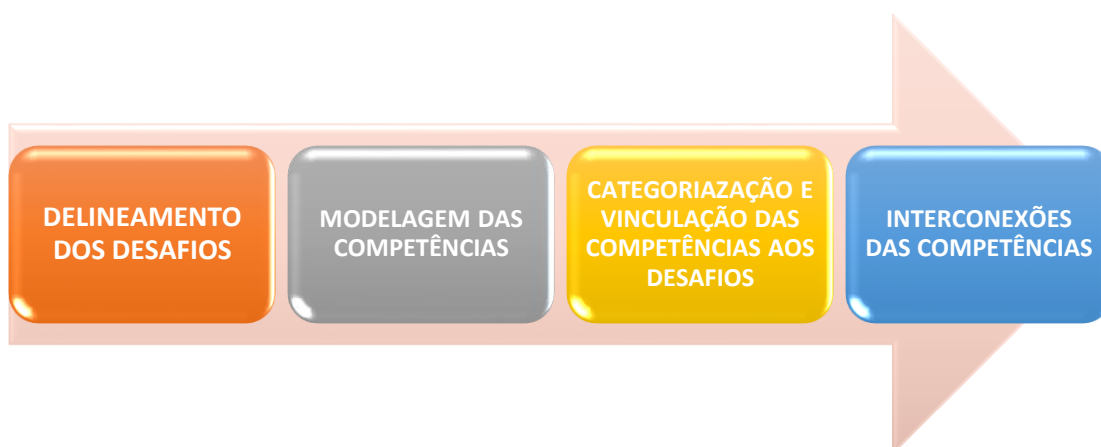 DELINEAMENTO
DOS DESAFIOS
MODELAGEM DAS
COMPETÊNCIAS
CATEGORIAZAÇÃO E
VINCULAÇÃO DAS
COMPETÊNCIAS AOS
DESAFIOS
INTERCONEXÕES
DAS COMPETÊNCIAS